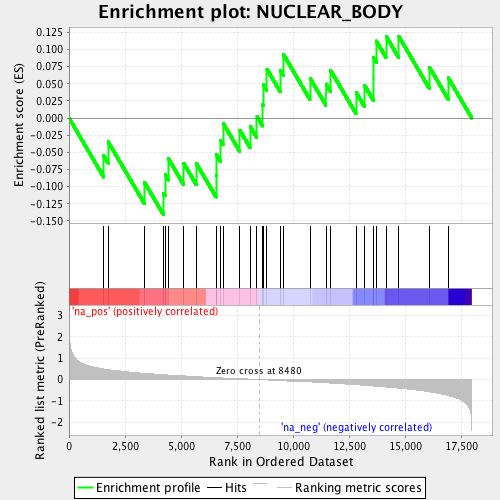 Enrichment plot: NUCLEAR_BODY
Enrichment score (ES)
0.125
0.100
0.075
0.050
0.025
0.000
-0.025
-0.050
-0.075
-0.100
-0.125
-0.150
'na_pos' (positively correlated)
Ranked list metric (PreRanked)
3
2
1
0
-1
-2
Zero cross at 8480
'na_neg' (negatively correlated)
0
2,500
5,000
7,500
10,000
12,500
15,000
17,500
Rank in Ordered Dataset
Enrichment profile
Hits
Ranking metric scores